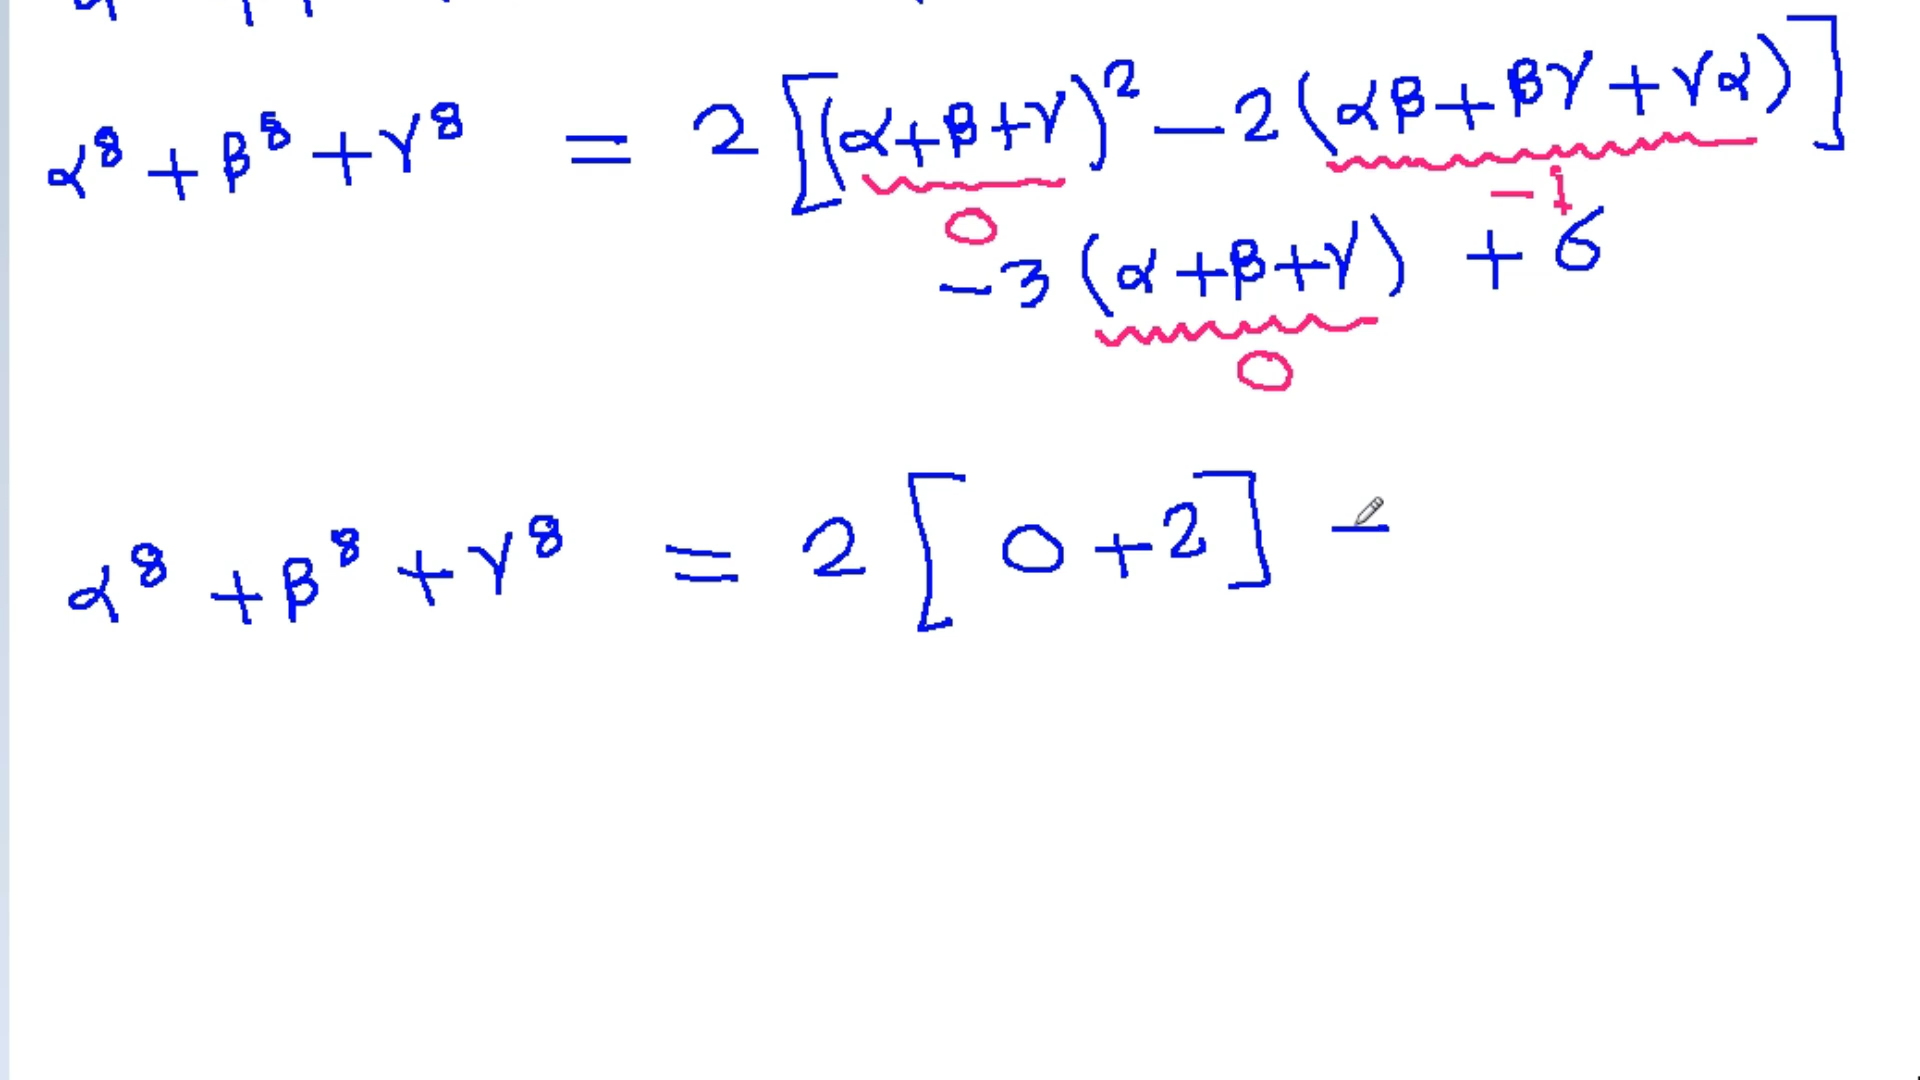 α⁸ + β⁸ + γ⁸ = 2[(α+β+γ)² − 2(αβ+βγ+γα)]
0 −1
−3(α+β+γ) + 6
0
α⁸ + β⁸ + γ⁸ = 2[0+2] −